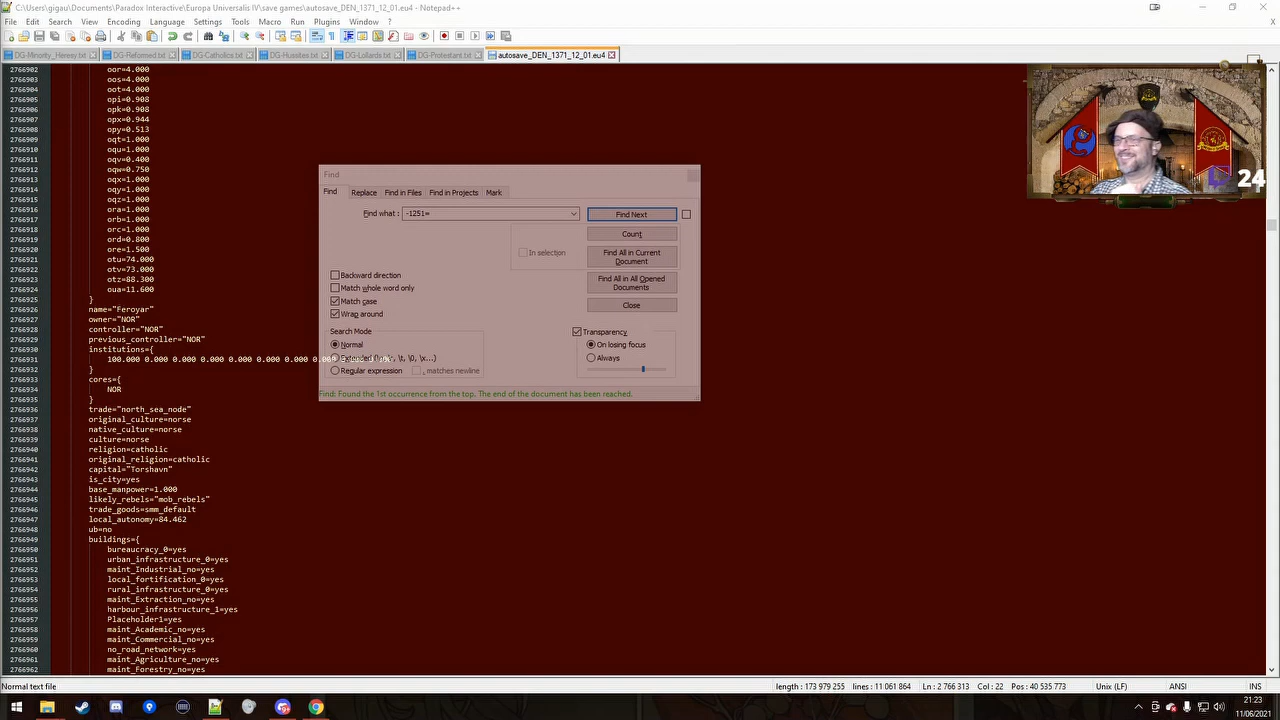 C:\Users\gigau\Documents\Paradox Interactive\Europa Universalis IV\save games\autosave_DEN_1371_12_01.eu4 - Notepad++
File Edit Search View Encoding Language Settings Tools Macro Run Plugins Window ?
DG-Minority_Heresy.txt DG-Reformed.txt DG-Catholics.txt DG-Hussites.txt DG-Lollards.txt DG-Protestant.txt autosave_DEN_1371_12_01.eu4
2766902 oor=4.000
2766903 oos=4.000
2766904 oot=4.000
2766905 opi=0.908
2766906 opk=0.908
2766907 opx=0.944
2766908 opy=0.513
2766909 oqt=1.000
2766910 oqu=1.000
2766911 oqv=0.400
2766912 oqw=0.750
2766913 oqx=1.000
2766914 oqy=1.000
2766915 oqz=1.000
2766916 ora=1.000
2766917 orb=1.000
2766918 orc=1.000
2766919 ord=0.800
2766920 ore=1.500
2766921 otu=74.000
2766922 otv=73.000
2766923 otz=88.300
2766924 oua=11.600
2766925 }
2766926 name="Feroyar"
2766927 owner="NOR"
2766928 controller="NOR"
2766929 previous_controller="NOR"
2766930 institutions={
2766931 100.000 0.000 0.000 0.000 0.000 0.000 0.000 0.000
2766932 }
2766933 cores={
2766934 NOR
2766935 }
2766936 trade="north_sea_node"
2766937 original_culture=norse
2766938 native_culture=norse
2766939 culture=norse
2766940 religion=catholic
2766941 original_religion=catholic
2766942 capital="Torshavn"
2766943 is_city=yes
2766944 base_manpower=1.000
2766945 likely_rebels="mob_rebels"
2766946 trade_goods=smm_default
2766947 local_autonomy=84.462
2766948 ub=no
2766949 buildings={
2766950 bureaucracy_0=yes
2766951 urban_infrastructure_0=yes
2766952 maint_Industrial_no=yes
2766953 local_fortification_0=yes
2766954 rural_infrastructure_0=yes
2766955 maint_Extraction_no=yes
2766956 harbour_infrastructure_1=yes
2766957 Placeholder1=yes
2766958 maint_Academic_no=yes
2766959 maint_Commercial_no=yes
2766960 no_road_network=yes
2766961 maint_Agriculture_no=yes
2766962 maint_Forestry_no=yes
Find
Find Replace Find in Files Find in Projects Mark
Find what : -1251= Find Next
Count
In selection
Find All in Current Document
Backward direction
Find All in All Opened Documents
Match whole word only
Match case
Close
Wrap around
Search Mode
Transparency
Normal
On losing focus
Extended (\n, \r, \t, \0, \x...)
Always
Regular expression . matches newline
Find: Found the 1st occurrence from the top. The end of the document has been reached.
24
Normal text file length : 173 979 255 lines : 11 061 864 Ln : 2 766 313 Col : 22 Pos : 40 535 773 Unix (LF) ANSI INS
21:23
11/06/2021